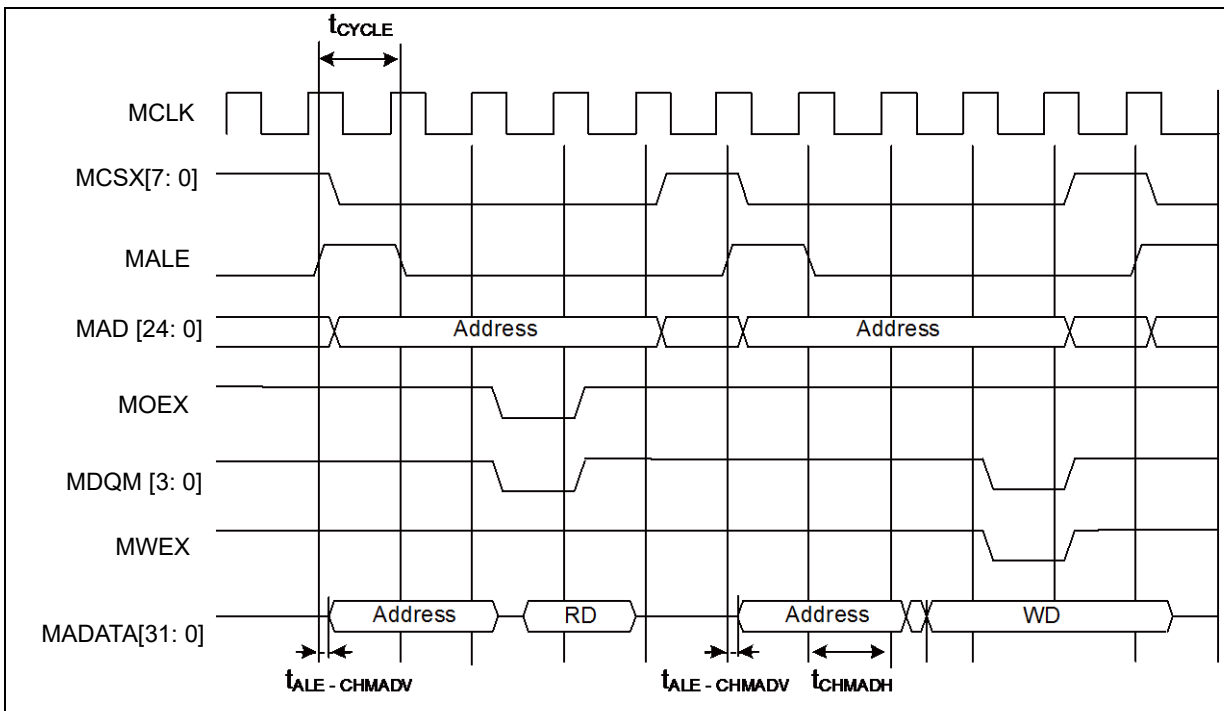 tCYCLE
MCLK
MCSX[7: 0]
MALE
MAD [24: 0] Address Address
MOEX
MDQM [3: 0]
MWEX
MADATA[31: 0] Address RD Address WD
tALE - CHMADV tALE - CHMADV tCHMADH